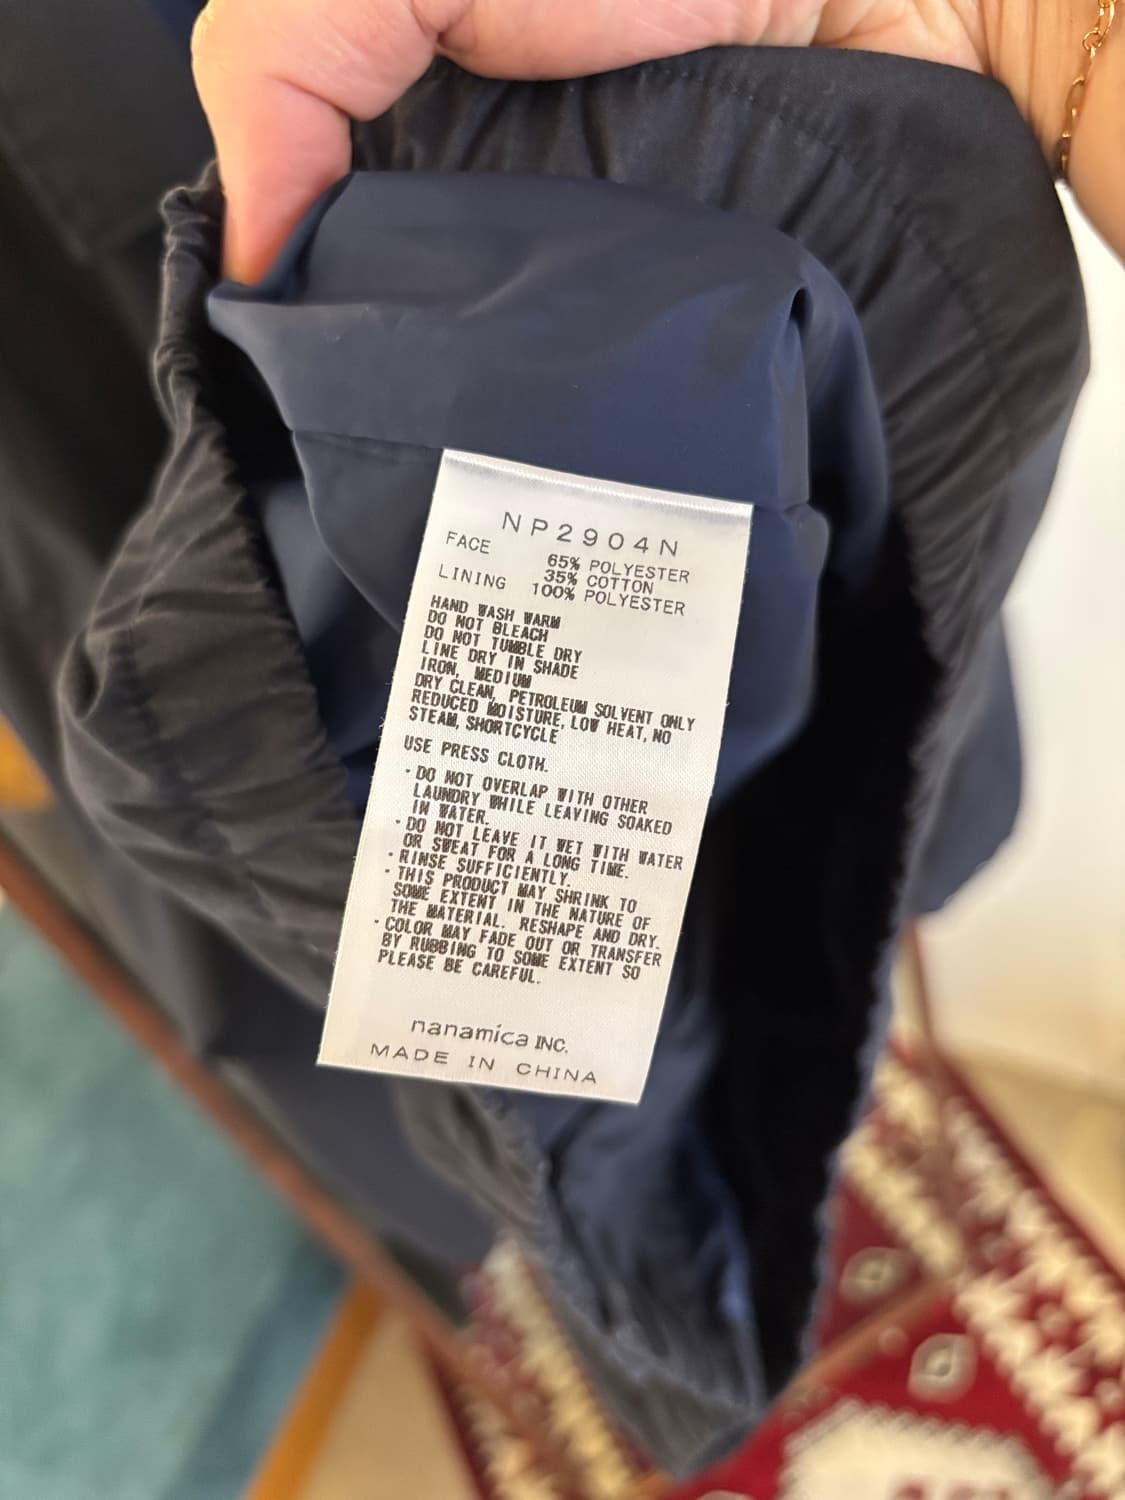 NP2904N
FACE 65% POLYESTER
35% COTTON
LINING 100% POLYESTER
HAND WASH WARM
DO NOT BLEACH
DO NOT TUMBLE DRY
LINE DRY IN SHADE
IRON, MEDIUM
DRY CLEAN, PETROLEUM SOLVENT ONLY
REDUCED MOISTURE, LOW HEAT, NO
STEAM, SHORTCYCLE
USE PRESS CLOTH.
・DO NOT OVERLAP WITH OTHER
LAUNDRY WHILE LEAVING SOAKED
IN WATER.
・DO NOT LEAVE IT WET WITH WATER
OR SWEAT FOR A LONG TIME.
・RINSE SUFFICIENTLY.
・THIS PRODUCT MAY SHRINK TO
SOME EXTENT IN THE NATURE OF
THE MATERIAL. RESHAPE AND DRY.
・COLOR MAY FADE OUT OR TRANSFER
BY RUBBING TO SOME EXTENT SO
PLEASE BE CAREFUL.
nanamica INC.
MADE IN CHINA